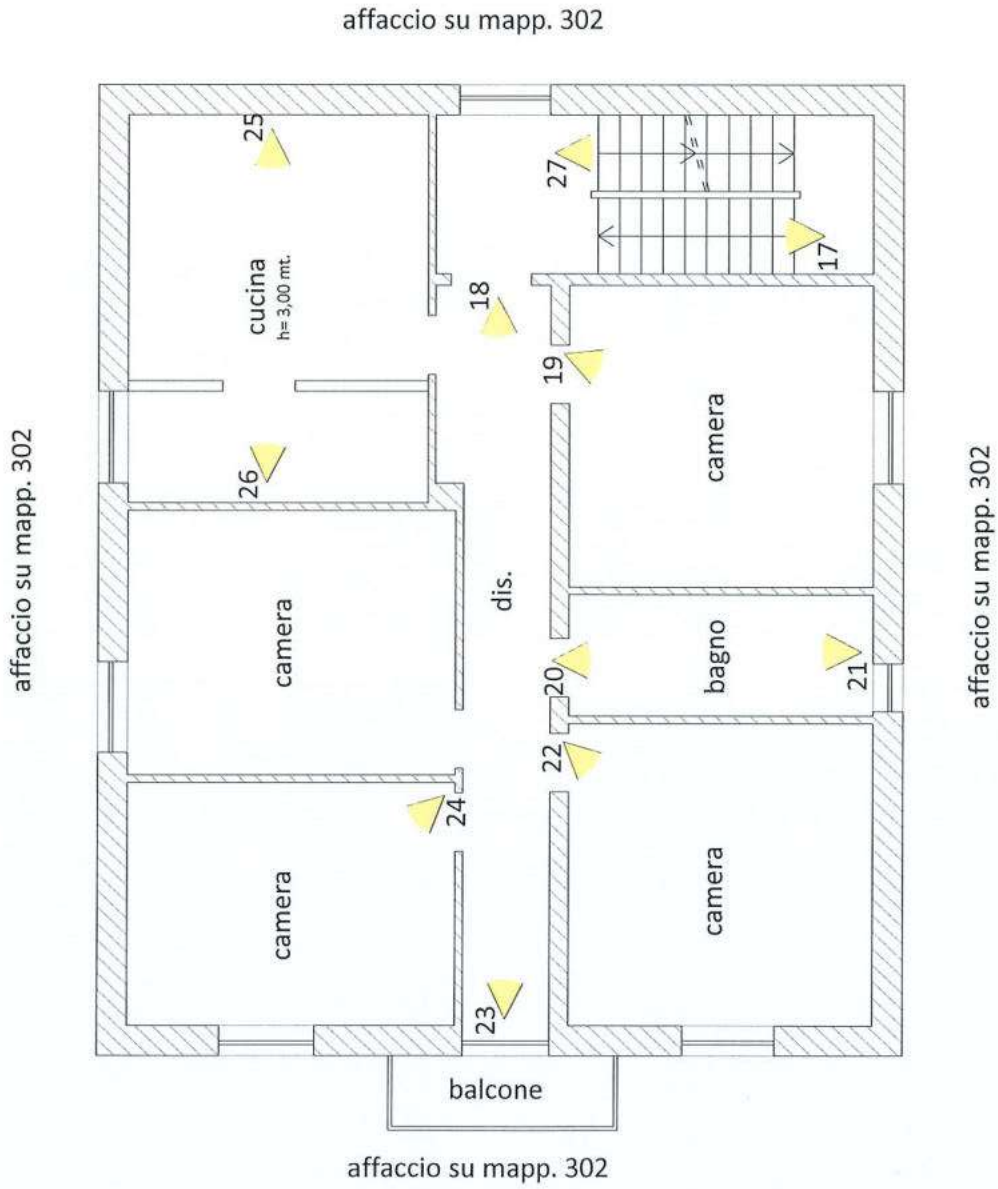 affaccio su mapp. 302
25
27
17
cucina
h= 3,00 mt.
18
19
affaccio su mapp. 302
26
camera
affaccio su mapp. 302
camera
dis.
20
bagno
21
22
24
camera
camera
23
balcone
affaccio su mapp. 302